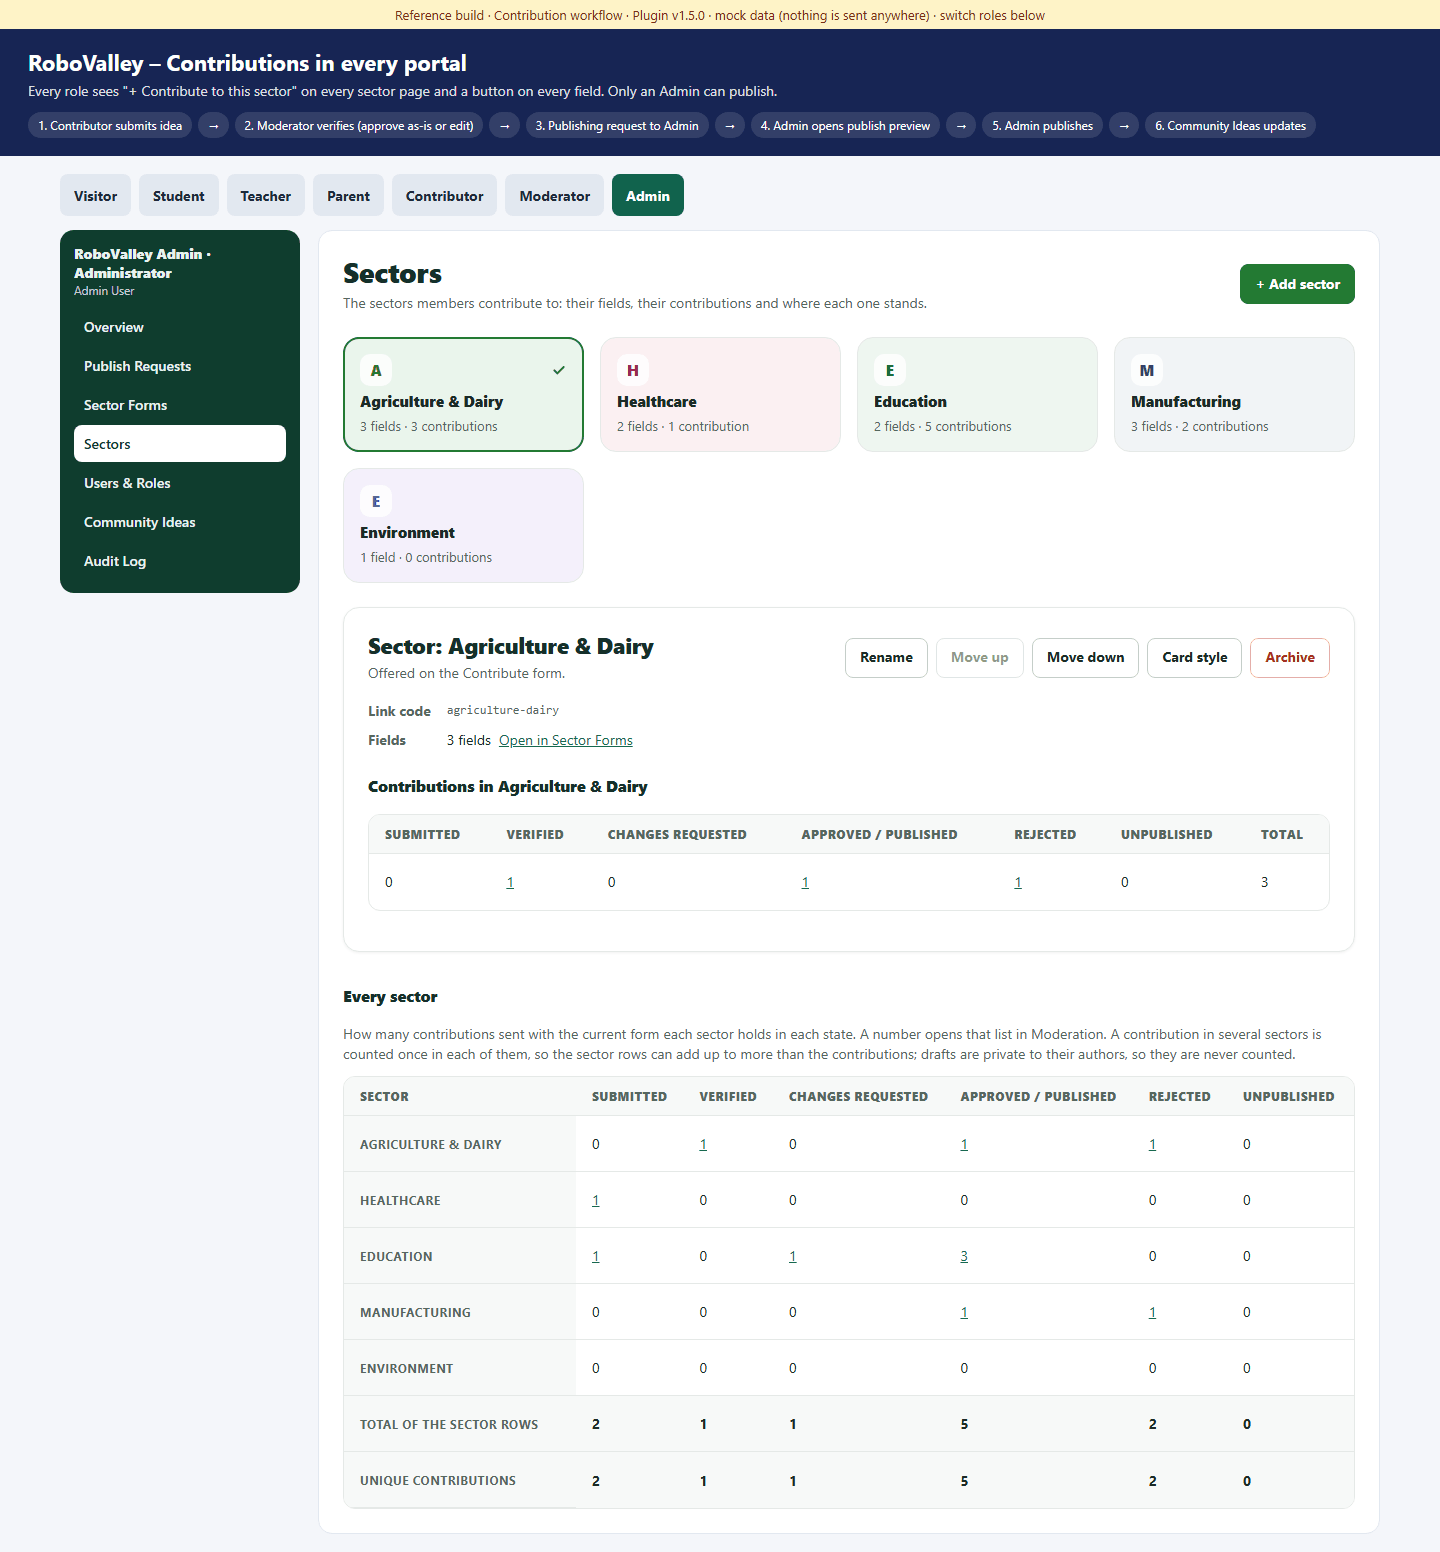 Reference build · Contribution workflow · Plugin v1.5.0 · mock data (nothing is sent anywhere) · switch roles below
RoboValley – Contributions in every portal
Every role sees "+ Contribute to this sector" on every sector page and a button on every field. Only an Admin can publish.
1. Contributor submits idea → 2. Moderator verifies (approve as-is or edit) → 3. Publishing request to Admin → 4. Admin opens publish preview → 5. Admin publishes → 6. Community Ideas updates
Visitor Student Teacher Parent Contributor Moderator Admin
RoboValley Admin ·
Administrator
Admin User
Overview
Publish Requests
Sector Forms
Sectors
Users & Roles
Community Ideas
Audit Log
Sectors
The sectors members contribute to: their fields, their contributions and where each one stands.
+ Add sector
A
Agriculture & Dairy
3 fields · 3 contributions
H
Healthcare
2 fields · 1 contribution
E
Education
2 fields · 5 contributions
M
Manufacturing
3 fields · 2 contributions
E
Environment
1 field · 0 contributions
Sector: Agriculture & Dairy
Offered on the Contribute form.
Rename Move up Move down Card style Archive
Link code agriculture-dairy
Fields 3 fields Open in Sector Forms
Contributions in Agriculture & Dairy
SUBMITTED VERIFIED CHANGES REQUESTED APPROVED / PUBLISHED REJECTED UNPUBLISHED TOTAL
0 1 0 1 1 0 3
Every sector
How many contributions sent with the current form each sector holds in each state. A number opens that list in Moderation. A contribution in several sectors is
counted once in each of them, so the sector rows can add up to more than the contributions; drafts are private to their authors, so they are never counted.
SECTOR SUBMITTED VERIFIED CHANGES REQUESTED APPROVED / PUBLISHED REJECTED UNPUBLISHED
AGRICULTURE & DAIRY 0 1 0 1 1 0
HEALTHCARE 1 0 0 0 0 0
EDUCATION 1 0 1 3 0 0
MANUFACTURING 0 0 0 1 1 0
ENVIRONMENT 0 0 0 0 0 0
TOTAL OF THE SECTOR ROWS 2 1 1 5 2 0
UNIQUE CONTRIBUTIONS 2 1 1 5 2 0